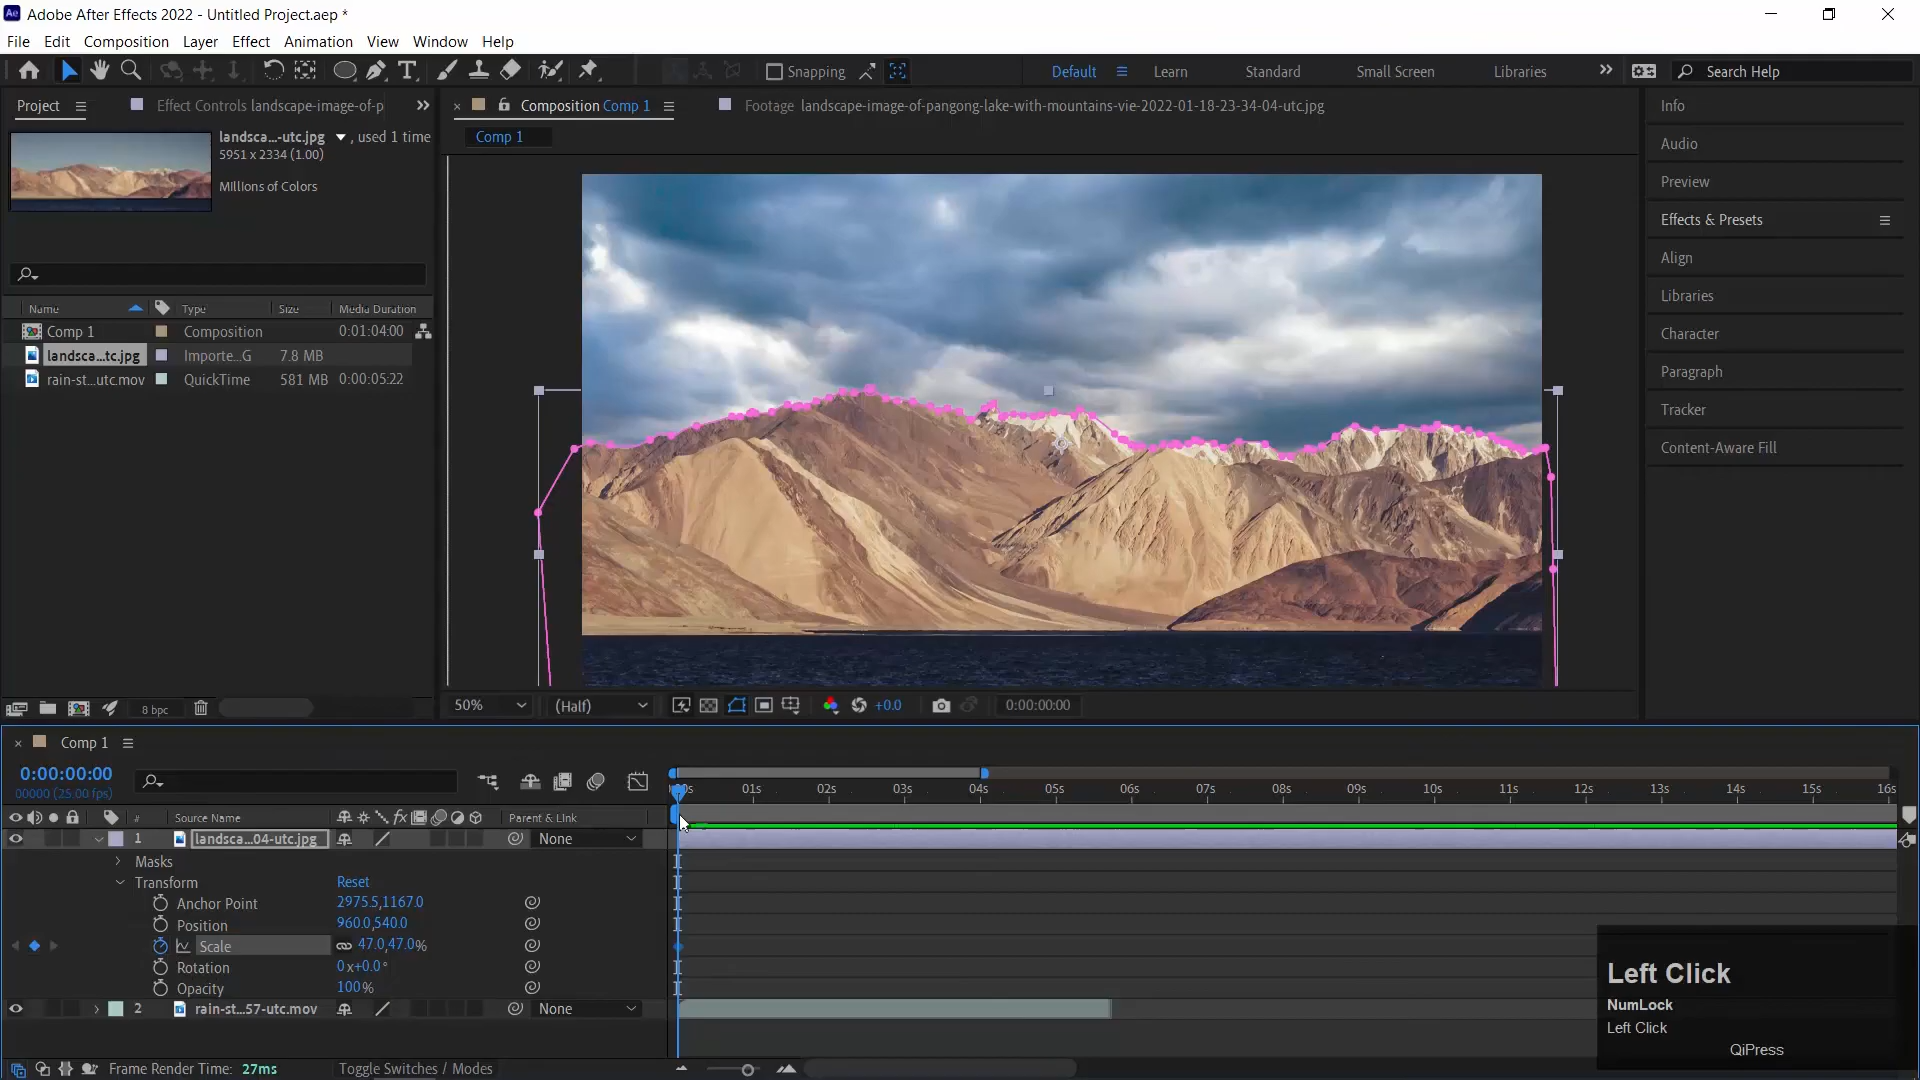 Ae Adobe After Effects 2022 - Untitled Project.aep *
File Edit Composition Layer Effect Animation View Window Help
Snapping Default Learn Standard Small Screen Libraries Search Help
Project Effect Controls landscape-image-of-p
Composition Comp 1 Footage landscape-image-of-pangong-lake-with-mountains-vie-2022-01-18-23-34-04-utc.jpg
Comp 1
landsca...-utc.jpg , used 1 time
5951 x 2334 (1.00)
Millions of Colors
Name Type Size Media Duration
Comp 1 Composition 0:01:04:00
landsca...tc.jpg Importe...G 7.8 MB
rain-st...utc.mov QuickTime 581 MB 0:00:05:22
8 bpc
50% (Half) +0.0 0:00:00:00
Info
Audio
Preview
Effects & Presets
Align
Libraries
Character
Paragraph
Tracker
Content-Aware Fill
Comp 1
0:00:00:00
00000 (25.00 fps)
01s 02s 03s 04s 05s 06s 07s 08s 09s 10s 11s 12s 13s 14s 15s 16s
# Source Name fx Parent & Link
1 landsca...04-utc.jpg None
Masks
Transform Reset
Anchor Point 2975.5,1167.0
Position 960.0,540.0
Scale 47.0,47.0%
Rotation 0x+0.0°
Opacity 100%
2 rain-st...57-utc.mov None
Frame Render Time: 27ms Toggle Switches / Modes
Left Click
NumLock
Left Click
QiPress